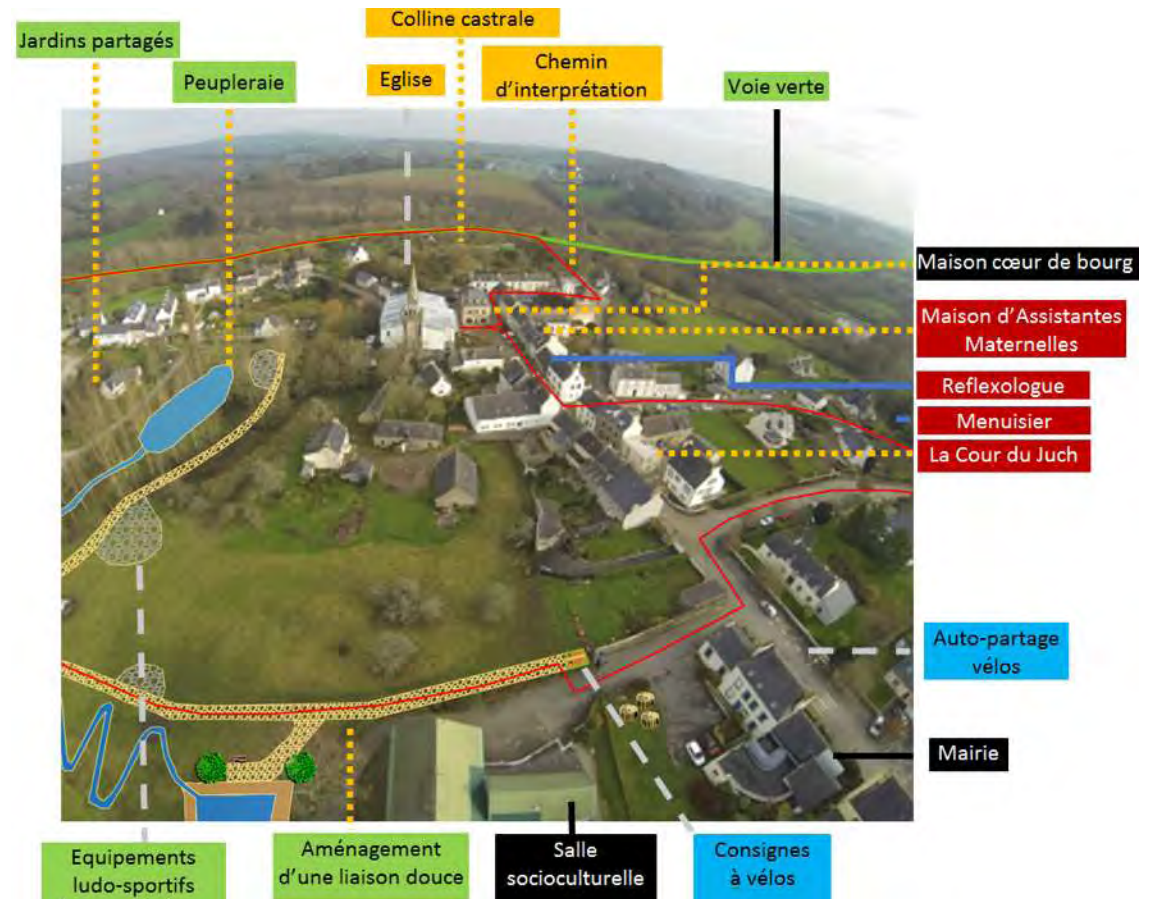 Colline castrale
Jardins partagés
Peupleraie
Eglise
Chemin
d'interprétation
Voie verte
Maison cœur de bourg
Maison d'Assistantes
Maternelles
Reflexologue
Menuisier
La Cour du Juch
Auto-partage
vélos
Mairie
Equipements
ludo-sportifs
Aménagement
d'une liaison douce
Salle
socioculturelle
Consignes
à vélos